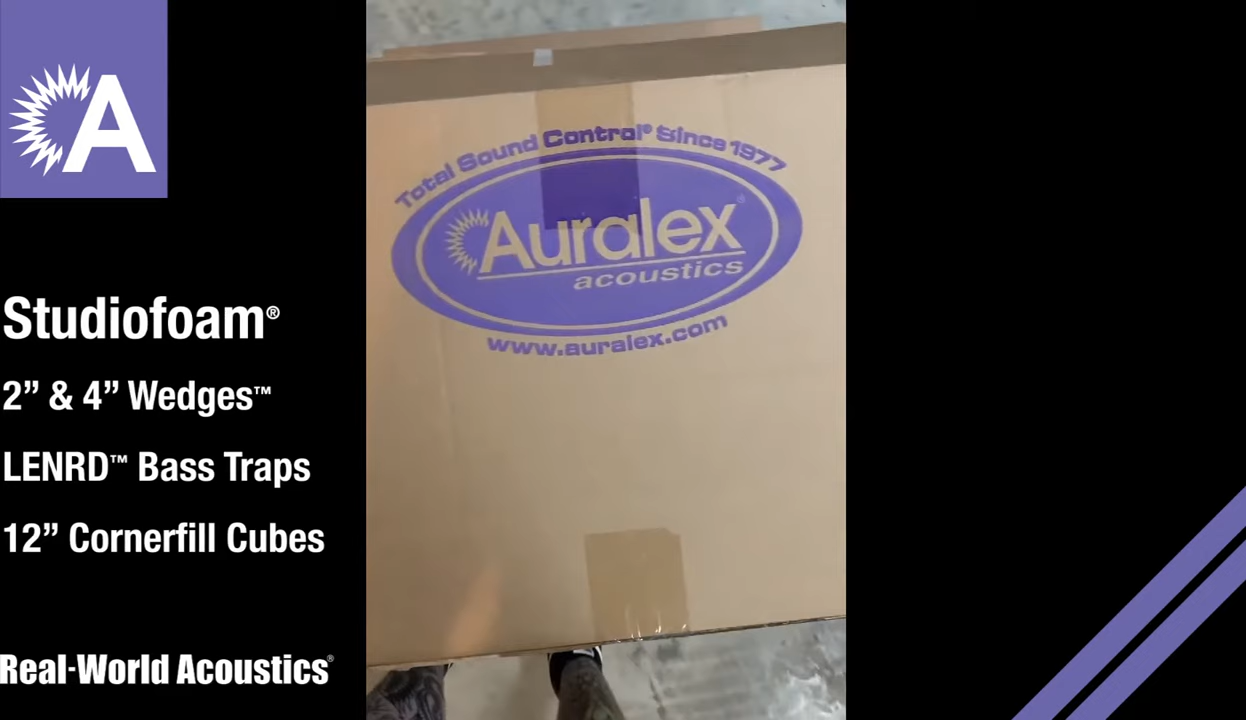 A
Studiofoam®
2” & 4” Wedges™
LENRD™ Bass Traps
12” Cornerfill Cubes
Real-World Acoustics®
Total Sound Control® Since 1977
Auralex®
acoustics
www.auralex.com